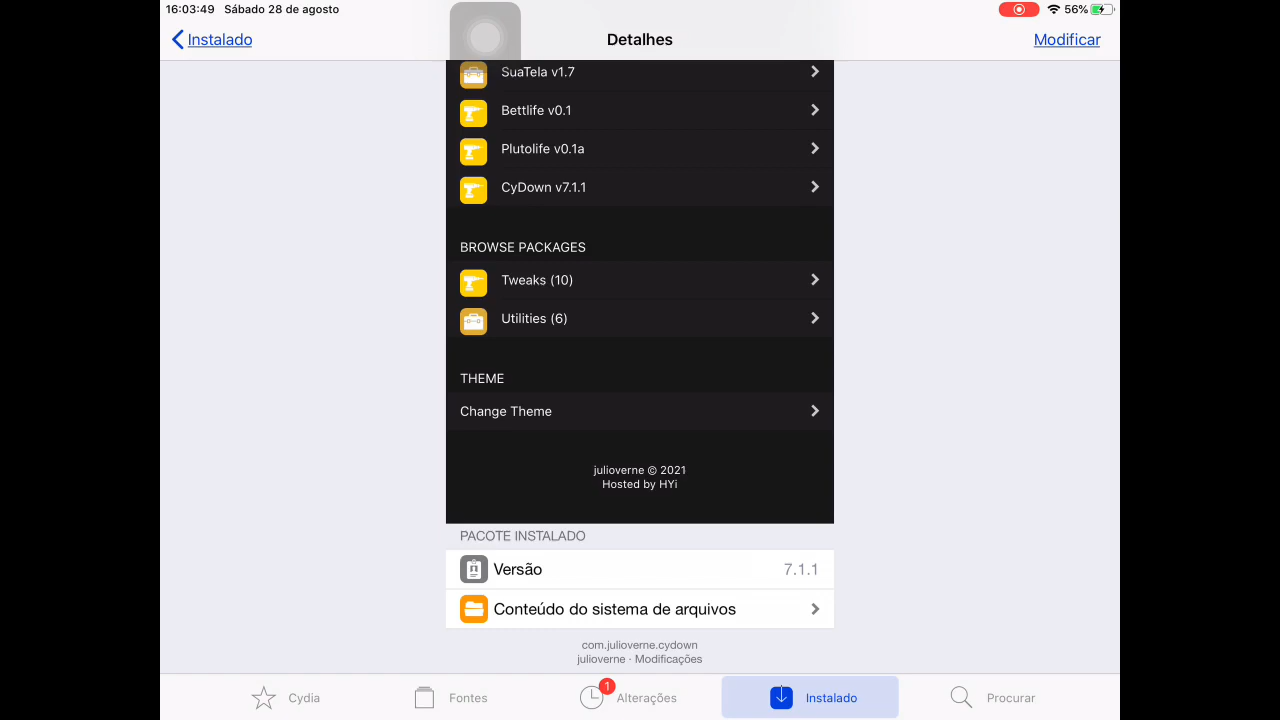 16:03:49 Sábado 28 de agosto
56%
Instalado
Detalhes
Modificar
SuaTela v1.7
Bettlife v0.1
Plutolife v0.1a
CyDown v7.1.1
BROWSE PACKAGES
Tweaks (10)
Utilities (6)
THEME
Change Theme
julioverne © 2021
Hosted by HYi
PACOTE INSTALADO
Versão 7.1.1
Conteúdo do sistema de arquivos
com.julioverne.cydown
julioverne · Modificações
Cydia
Fontes
1
Alterações
Instalado
Procurar